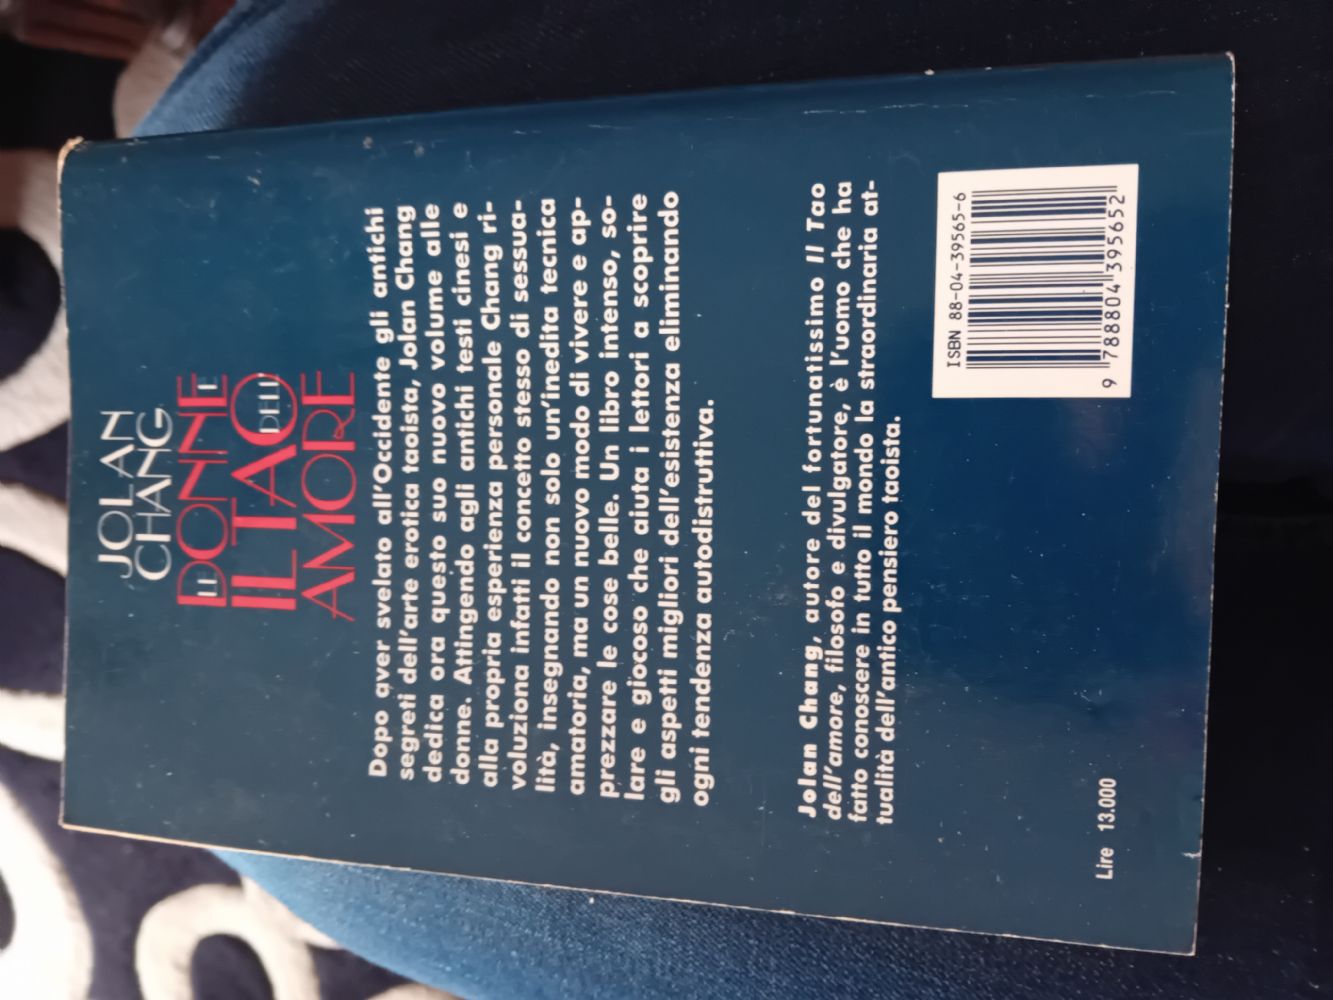 JOLAN
CHANG
LE DONNE E
IL TAO DELL'
AMORE
Dopo aver svelato all'Occidente gli antichi
segreti dell'arte erotica taoista, Jolan Chang
dedica ora questo suo nuovo volume alle
donne. Attingendo agli antichi testi cinesi e
alla propria esperienza personale Chang ri-
voluziona infatti il concetto stesso di sessua-
lità, insegnando non solo un'inedita tecnica
amatoria, ma un nuovo modo di vivere e ap-
prezzare le cose belle. Un libro intenso, so-
lare e giocoso che aiuta i lettori a scoprire
gli aspetti migliori dell'esistenza eliminando
ogni tendenza autodistruttiva.
Jolan Chang, autore del fortunatissimo Il Tao
dell'amore, filosofo e divulgatore, è l'uomo che ha
fatto conoscere in tutto il mondo la straordinaria at-
tualità dell'antico pensiero taoista.
ISBN 88-04-39565-6
9 788804 395652
Lire 13.000